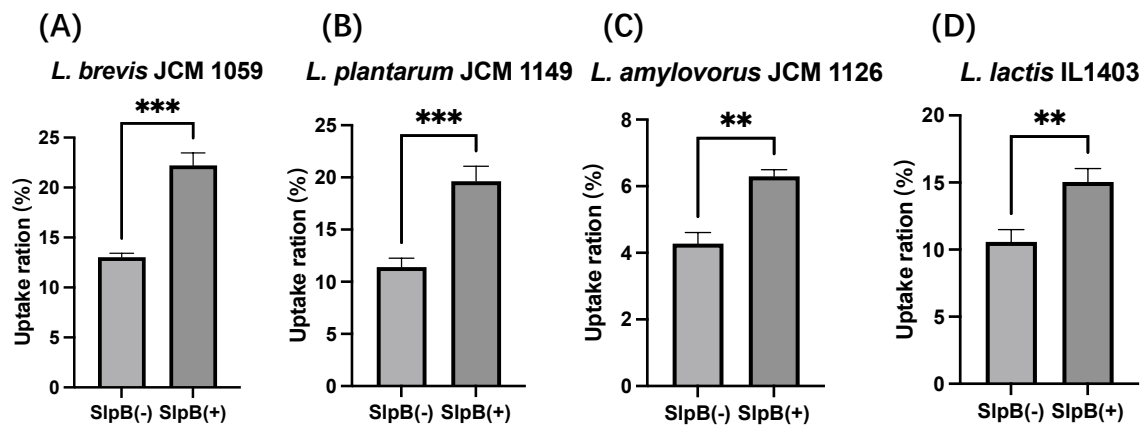 (A)
L. brevis JCM 1059
***
Uptake ration (%)
25
20
15
10
5
0
SlpB(-) SlpB(+)
(B)
L. plantarum JCM 1149
***
Uptake ration (%)
25
20
15
10
5
0
SlpB(-) SlpB(+)
(C)
L. amylovorus JCM 1126
**
Uptake ration (%)
8
6
4
2
0
SlpB(-) SlpB(+)
(D)
L. lactis IL1403
**
Uptake ration (%)
20
15
10
5
0
SlpB(-) SlpB(+)